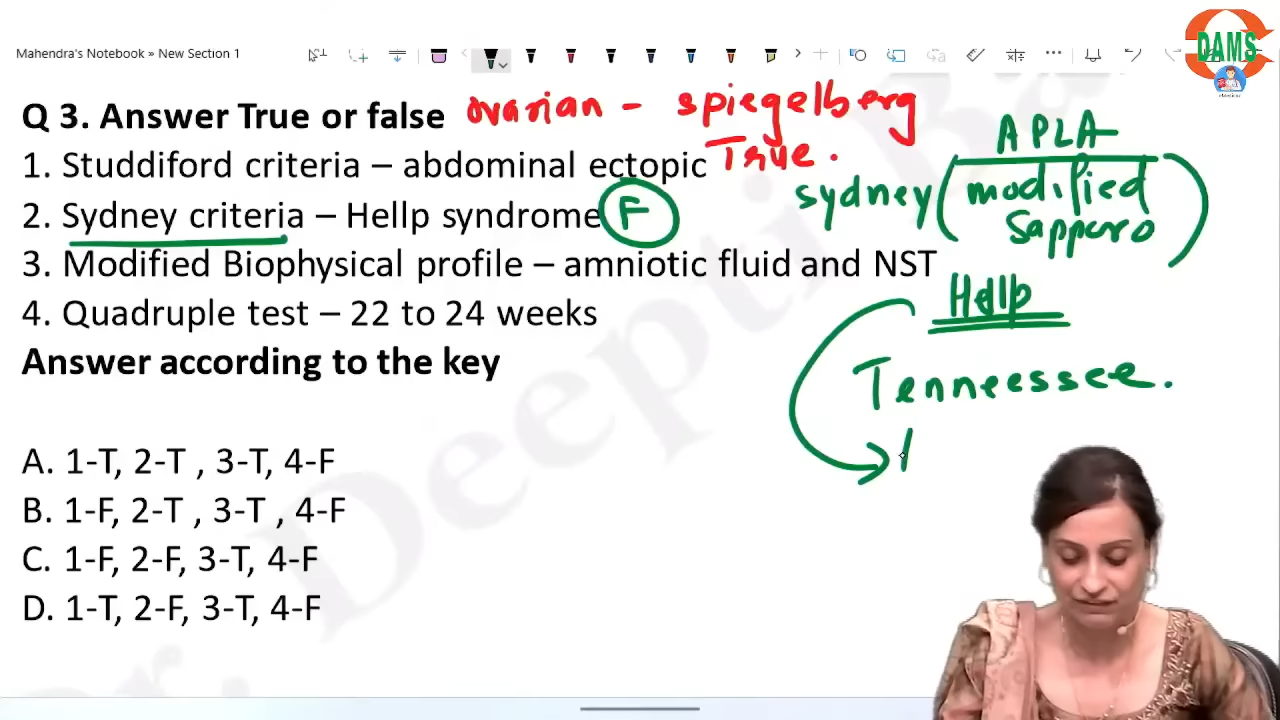 DAMS
Mahendra's Notebook » New Section 1
Q 3. Answer True or false
ovarian - spiegelberg
1. Studdiford criteria – abdominal ectopic
True.
APLA
2. Sydney criteria – Hellp syndrome
F
sydney (modified
Sapporo)
3. Modified Biophysical profile – amniotic fluid and NST
Hellp
4. Quadruple test – 22 to 24 weeks
Answer according to the key
Tenneessee.
A. 1-T, 2-T , 3-T, 4-F
B. 1-F, 2-T , 3-T , 4-F
C. 1-F, 2-F, 3-T, 4-F
D. 1-T, 2-F, 3-T, 4-F